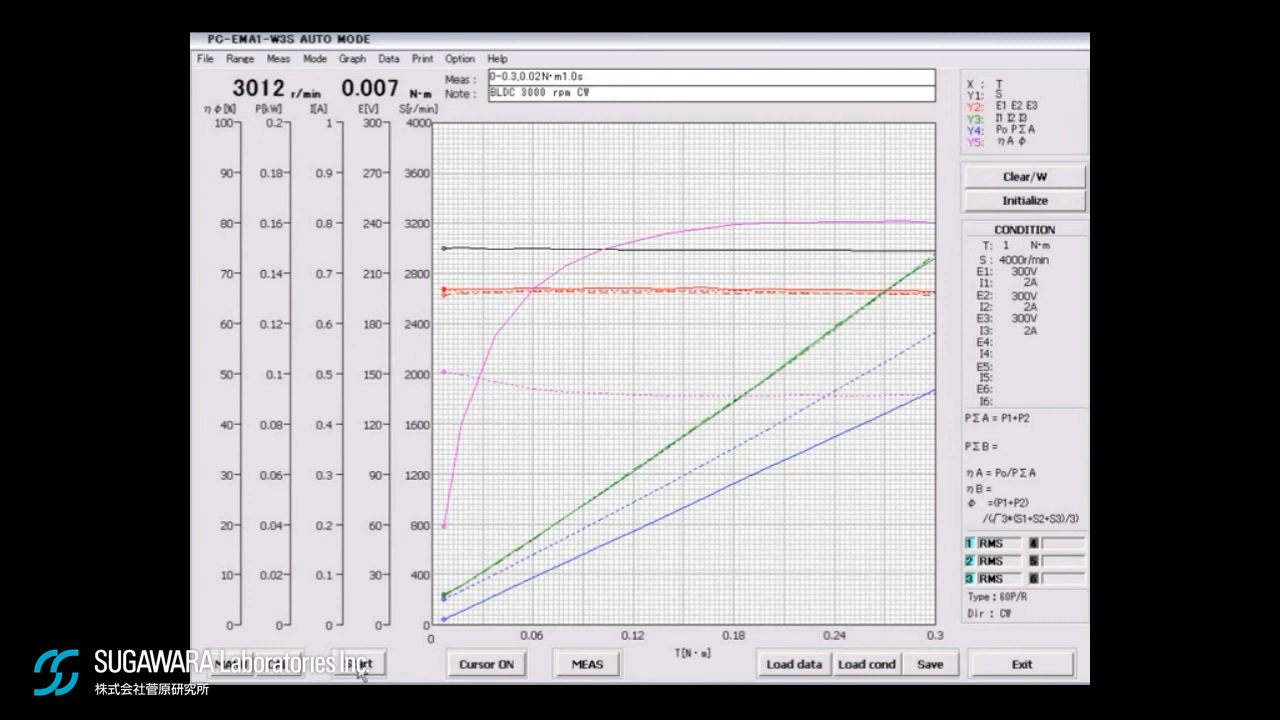 PC-EMA1-W3S AUTO MODE
File Range Meas Mode Graph Data Print Option Help
3012 r/min 0.007 N·m
Meas : 0-0.3,0.02N·m1.0s
Note : BLDC 3000 rpm CW
η φ[%] P[kW] I[A] E[V] S[r/min]
100 0.2 1 300 4000
90 0.18 0.9 270 3600
80 0.16 0.8 240 3200
70 0.14 0.7 210 2800
60 0.12 0.6 180 2400
50 0.1 0.5 150 2000
40 0.08 0.4 120 1600
30 0.06 0.3 90 1200
20 0.04 0.2 60 800
10 0.02 0.1 30 400
0 0 0 0 0
0 0.06 0.12 0.18 0.24 0.3
T[N·m]
X : T
Y1: S
Y2: E1 E2 E3
Y3: I1 I2 I3
Y4: Po PΣA
Y5: ηA φ
Clear/W
Initialize
CONDITION
T: 1 N·m
S : 4000r/min
E1: 300V
I1: 2A
E2: 300V
I2: 2A
E3: 300V
I3: 2A
E4:
I4:
E5:
I5:
E6:
I6:
PΣA = P1+P2
PΣB =
ηA = Po/PΣA
ηB =
φ =(P1+P2)
/(√3*(S1+S2+S3)/3)
1 RMS 4
2 RMS 5
3 RMS 6
Type : 60P/R
Dir : CW
Cursor ON MEAS Load data Load cond Save Exit
SUGAWARA Laboratories Inc.
株式会社菅原研究所